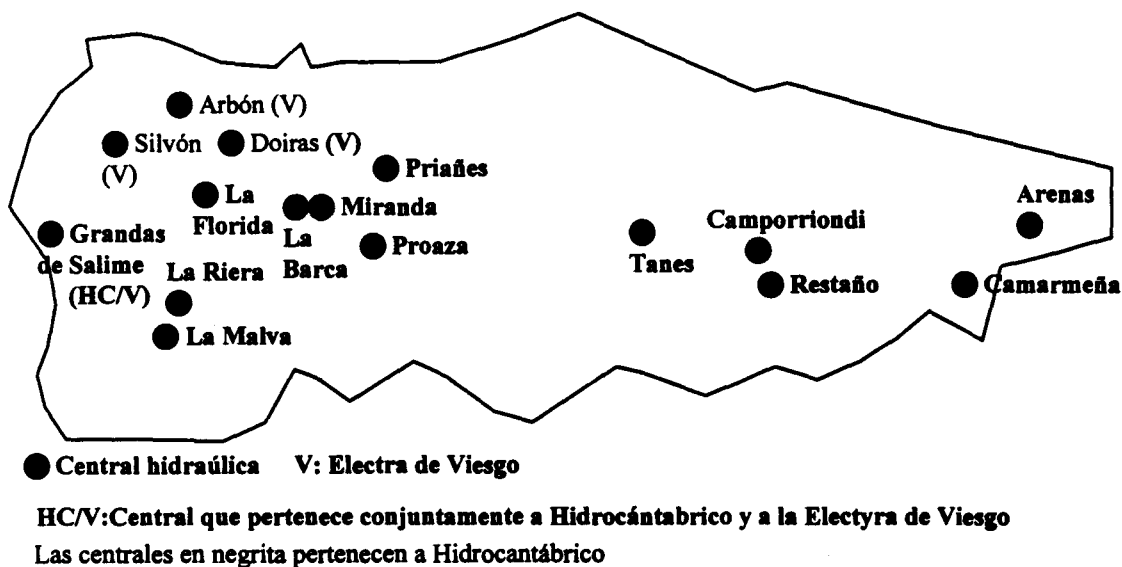 Arbón (V)
Silvón
(V)
Doiras (V)
Priañes
La
Florida
Miranda
La
Barca
Grandas
de Salime
(HC/V)
Proaza
La Riera
La Malva
Tanes
Camporriondi
Restaño
Arenas
Camarmeña
Central hidraúlica V: Electra de Viesgo
HC/V:Central que pertenece conjuntamente a Hidrocántabrico y a la Electyra de Viesgo
Las centrales en negrita pertenecen a Hidrocantábrico